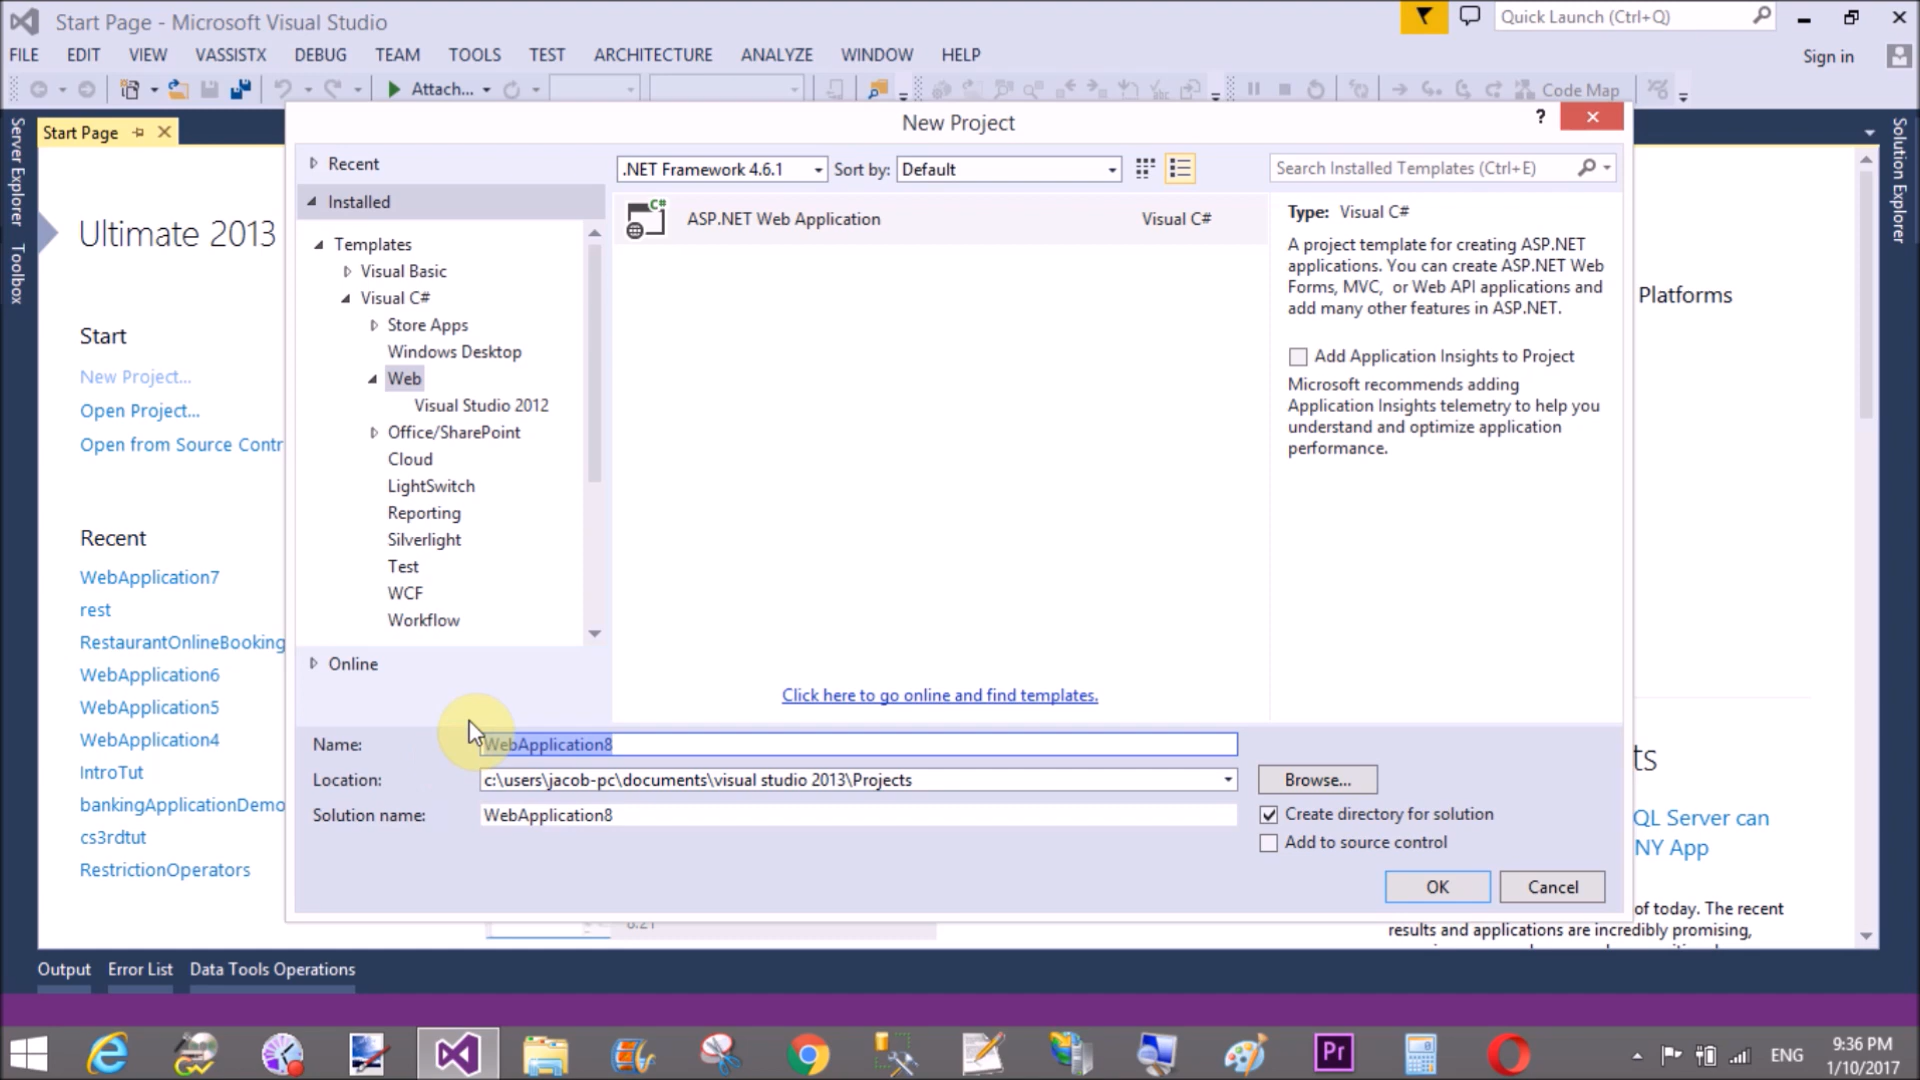 Start Page - Microsoft Visual Studio
Quick Launch (Ctrl+Q)
FILE EDIT VIEW VASSISTX DEBUG TEAM TOOLS TEST ARCHITECTURE ANALYZE WINDOW HELP
Sign in
Attach...
Code Map
Server Explorer
Toolbox
Solution Explorer
Start Page
Ultimate 2013
Start
New Project...
Open Project...
Open from Source Contr
Recent
WebApplication7
rest
RestaurantOnlineBooking
WebApplication6
WebApplication5
WebApplication4
IntroTut
bankingApplicationDemo
cs3rdtut
RestrictionOperators
New Project
?
Recent
Installed
Templates
Visual Basic
Visual C#
Store Apps
Windows Desktop
Web
Visual Studio 2012
Office/SharePoint
Cloud
LightSwitch
Reporting
Silverlight
Test
WCF
Workflow
Online
.NET Framework 4.6.1
Sort by: Default
Search Installed Templates (Ctrl+E)
C#
ASP.NET Web Application
Visual C#
Type: Visual C#
A project template for creating ASP.NET
applications. You can create ASP.NET Web
Forms, MVC, or Web API applications and
add many other features in ASP.NET.
Add Application Insights to Project
Microsoft recommends adding
Application Insights telemetry to help you
understand and optimize application
performance.
Click here to go online and find templates.
Name: WebApplication8
Location: c:\users\jacob-pc\documents\visual studio 2013\Projects
Browse...
Solution name: WebApplication8
Create directory for solution
Add to source control
OK
Cancel
Platforms
ts
QL Server can
NY App
of today. The recent
results and applications are incredibly promising,
Output Error List Data Tools Operations
Pr
ENG
9:36 PM
1/10/2017